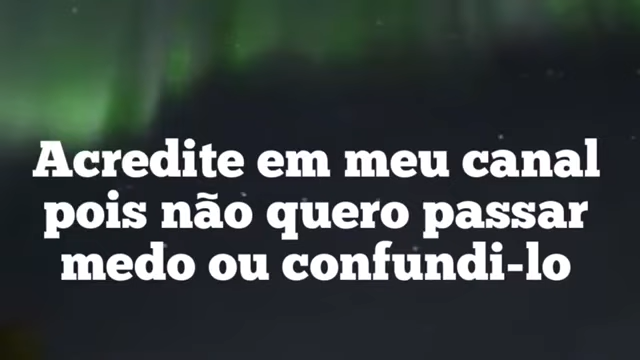 Acredite em meu canal
pois não quero passar
medo ou confundi-lo